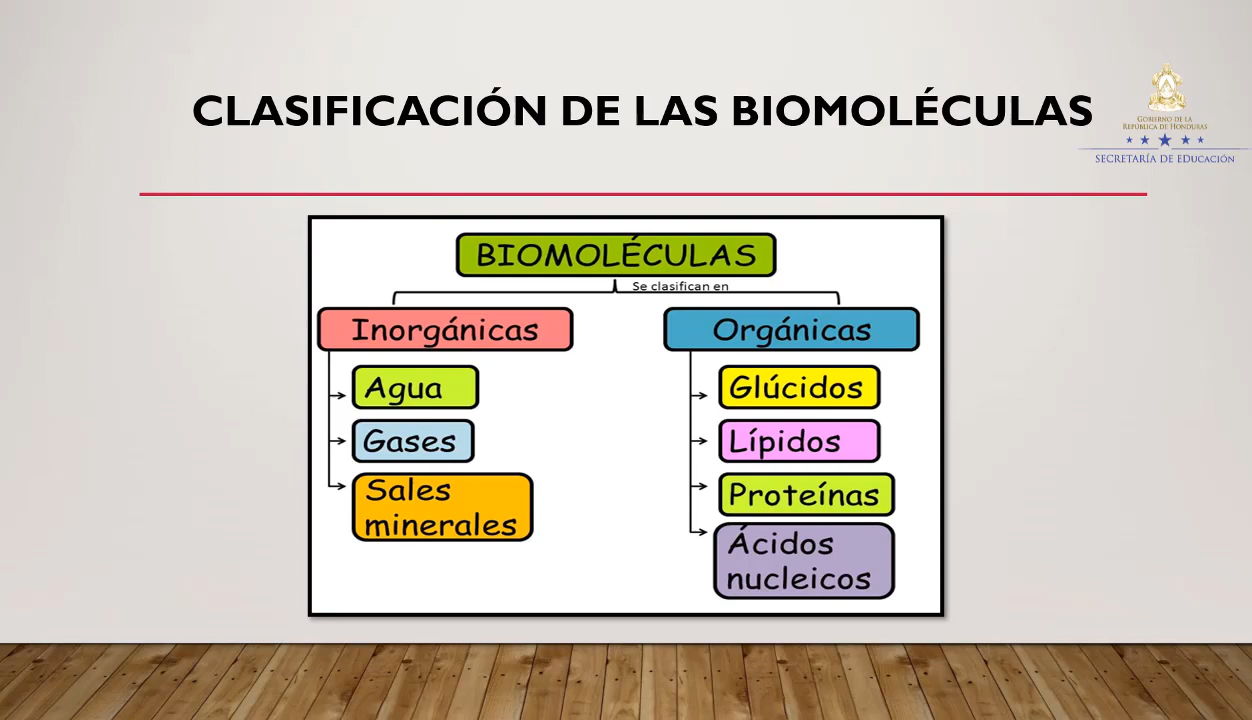 CLASIFICACIÓN DE LAS BIOMOLÉCULAS
GOBIERNO DE LA
REPÚBLICA DE HONDURAS
SECRETARÍA DE EDUCACIÓN
BIOMOLÉCULAS
Se clasifican en
Inorgánicas
Agua
Gases
Sales
minerales
Orgánicas
Glúcidos
Lípidos
Proteínas
Ácidos
nucleicos